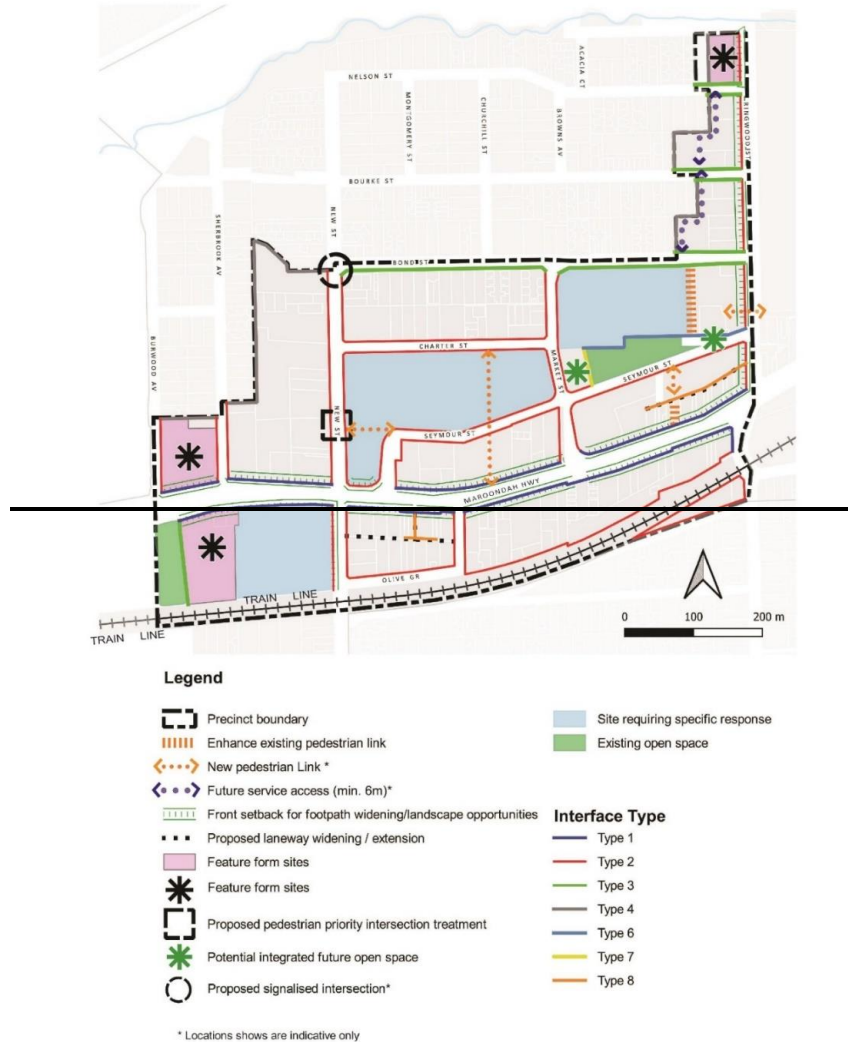 ACACIA CT
NELSON ST
MONTGOMERY ST
CHURCHILL ST
BROWNS AV
RINGWOOD ST
BOURKE ST
SHERBROOK AV
NEW ST
BOND ST
BURWOOD AV
CHARTER ST
MARKET ST
SEYMOUR ST
NEW ST
SEYMOUR ST
MAROONDAH HWY
OLIVE GR
TRAIN LINE
TRAIN LINE
0 100 200 m
Legend
Precinct boundary
Enhance existing pedestrian link
New pedestrian Link *
Future service access (min. 6m)*
Front setback for footpath widening/landscape opportunities
Proposed laneway widening / extension
Feature form sites
Feature form sites
Proposed pedestrian priority intersection treatment
Potential integrated future open space
Proposed signalised intersection*
Site requiring specific response
Existing open space
Interface Type
Type 1
Type 2
Type 3
Type 4
Type 6
Type 7
Type 8
* Locations shows are indicative only